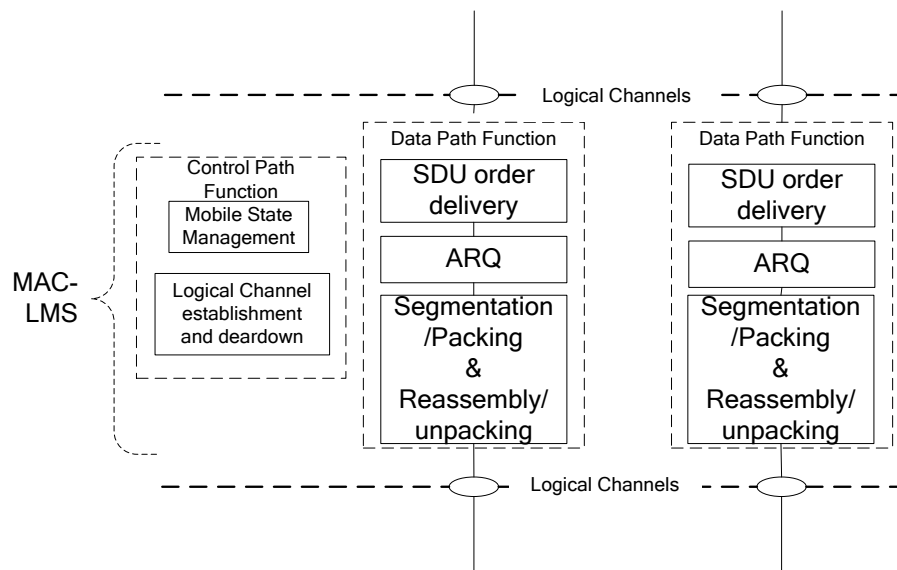 Logical Channels
MAC-
LMS
Control Path
Function
Mobile State
Management
Logical Channel
establishment
and deardown
Data Path Function
SDU order
delivery
ARQ
Segmentation
/Packing
&
Reassembly/
unpacking
Data Path Function
SDU order
delivery
ARQ
Segmentation
/Packing
&
Reassembly/
unpacking
Logical Channels